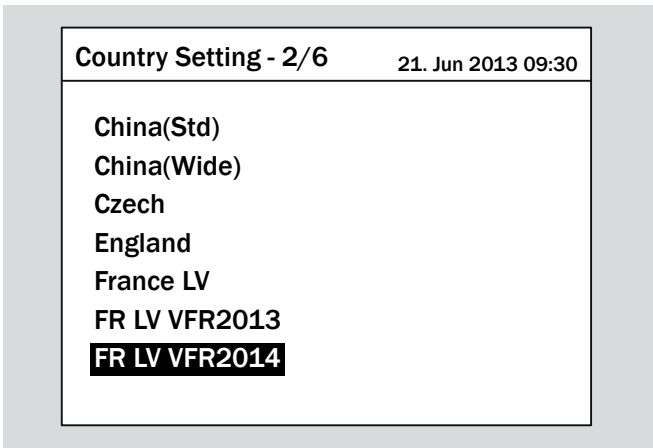 Country Setting - 2/6 21. Jun 2013 09:30
China(Std)
China(Wide)
Czech
England
France LV
FR LV VFR2013
FR LV VFR2014